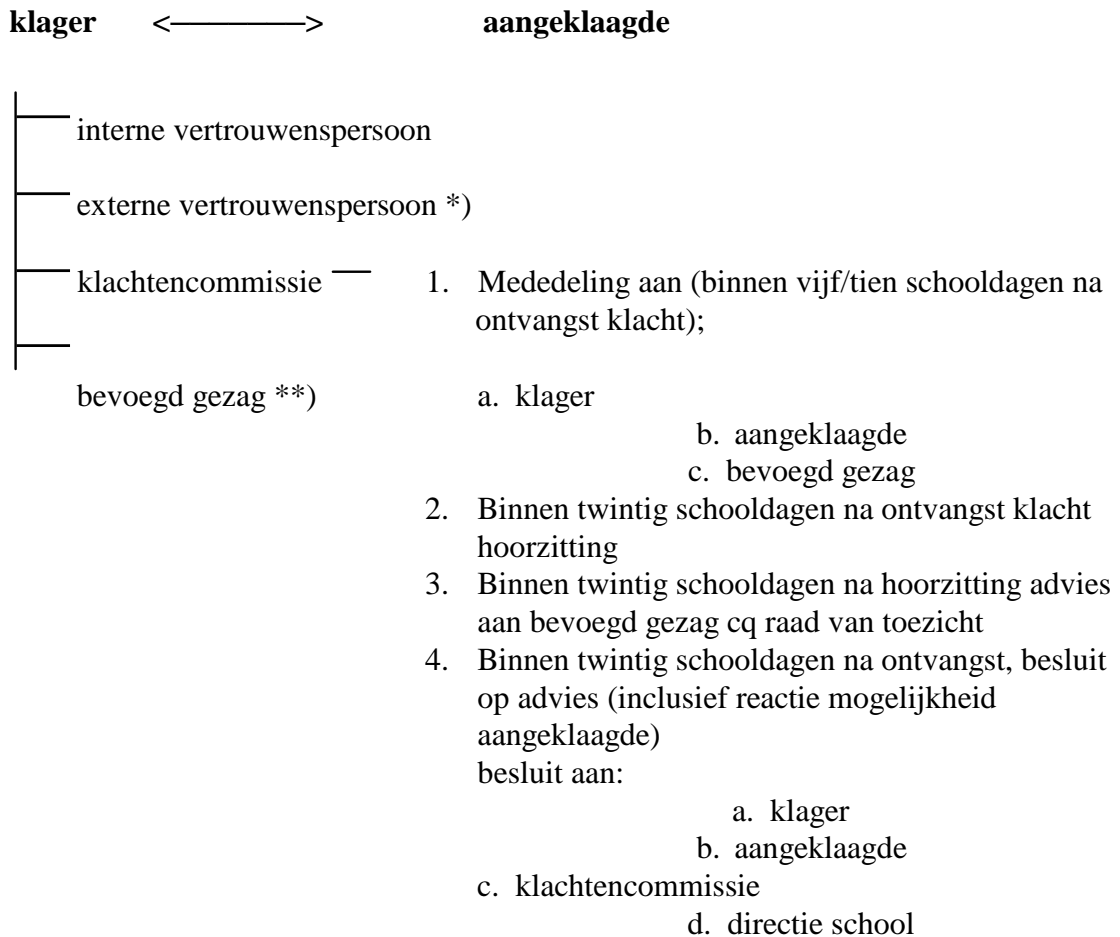 klager <————> aangeklaagde
interne vertrouwenspersoon
externe vertrouwenspersoon *)
klachtencommissie — 1. Mededeling aan (binnen vijf/tien schooldagen na
ontvangst klacht);
bevoegd gezag **) a. klager
b. aangeklaagde
c. bevoegd gezag
2. Binnen twintig schooldagen na ontvangst klacht
hoorzitting
3. Binnen twintig schooldagen na hoorzitting advies
aan bevoegd gezag cq raad van toezicht
4. Binnen twintig schooldagen na ontvangst, besluit
op advies (inclusief reactie mogelijkheid
aangeklaagde)
besluit aan:
a. klager
b. aangeklaagde
c. klachtencommissie
d. directie school